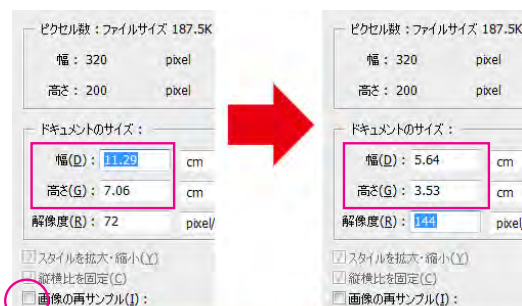 ピクセル数：ファイルサイズ 187.5K
幅： 320 pixel
高さ： 200 pixel
ドキュメントのサイズ：
幅(D)： 11.29 cm
高さ(G)： 7.06 cm
解像度(R)： 72 pixel/
スタイルを拡大・縮小(Y)
縦横比を固定(C)
画像の再サンプル(I)：
ピクセル数：ファイルサイズ 187.5K
幅： 320 pixel
高さ： 200 pixel
ドキュメントのサイズ：
幅(D)： 5.64 cm
高さ(G)： 3.53 cm
解像度(R)： 144 pixel/
スタイルを拡大・縮小(Y)
縦横比を固定(C)
画像の再サンプル(I)：